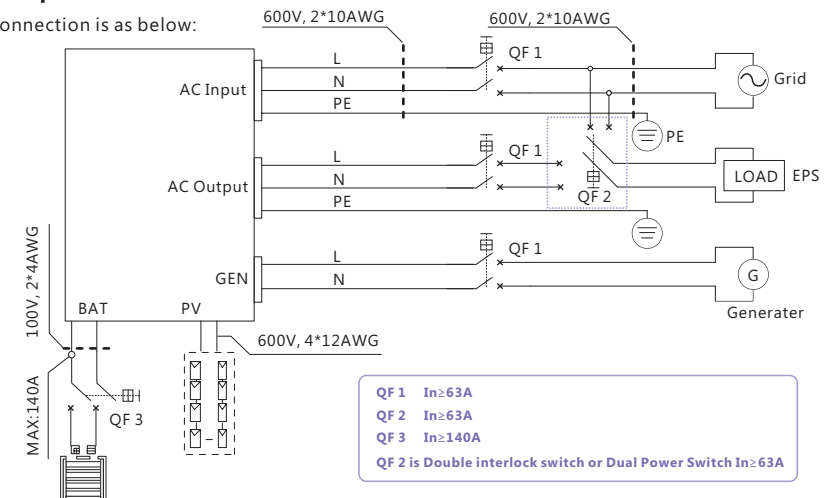 onnection is as below:
600V, 2*10AWG
600V, 2*10AWG
QF 1
L
AC Input
N
Grid
PE
PE
QF 1
L
AC Output
N
LOAD
EPS
PE
QF 2
QF 1
L
GEN
N
G
Generater
100V, 2*4AWG
BAT
PV
600V, 4*12AWG
MAX:140A
QF 3
QF 1 In≥63A
QF 2 In≥63A
QF 3 In≥140A
QF 2 is Double interlock switch or Dual Power Switch In≥63A